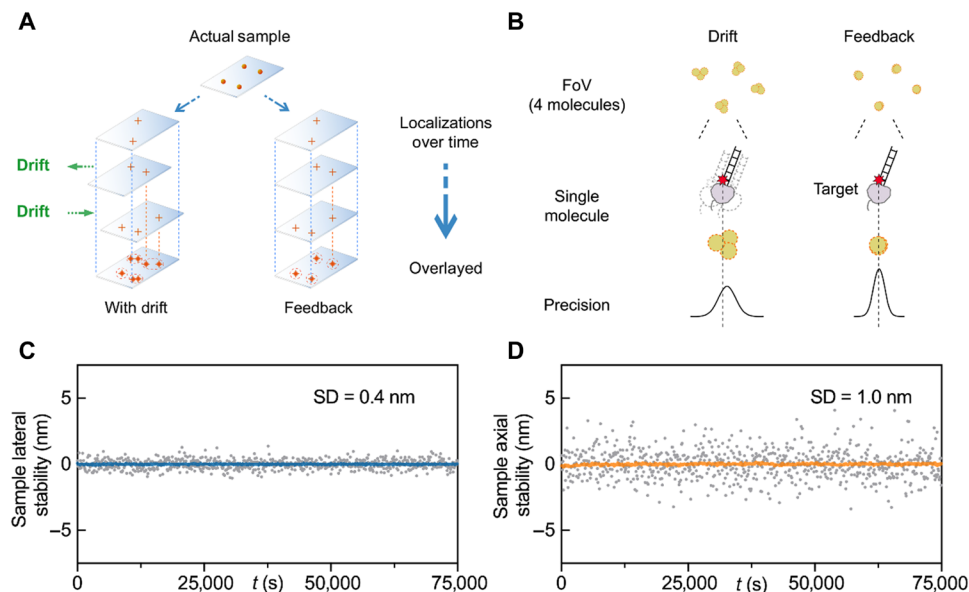 A
Actual sample
Drift
Drift
With drift
Feedback
Localizations
over time
Overlayed
B
Drift
Feedback
FoV
(4 molecules)
Single
molecule
Target
Precision
C
Sample lateral
stability (nm)
5
0
–5
SD = 0.4 nm
0
25,000
50,000
75,000
t (s)
D
Sample axial
stability (nm)
5
0
–5
SD = 1.0 nm
0
25,000
50,000
75,000
t (s)